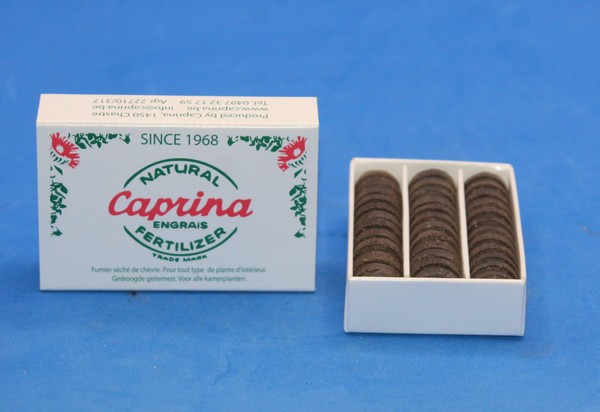 Produced by Caprina, 1450 Chastre
www.caprina.be info@caprina.be
Tél. 0497 32 17 59 Agr 22710/317
SINCE 1968
NATURAL
Caprina
ENGRAIS
FERTILIZER
TRADE MARK
Fumier séché de chèvre. Pour tout type de plante d'intérieur.
Gedroogde geitemest. Voor alle kamerplanten.